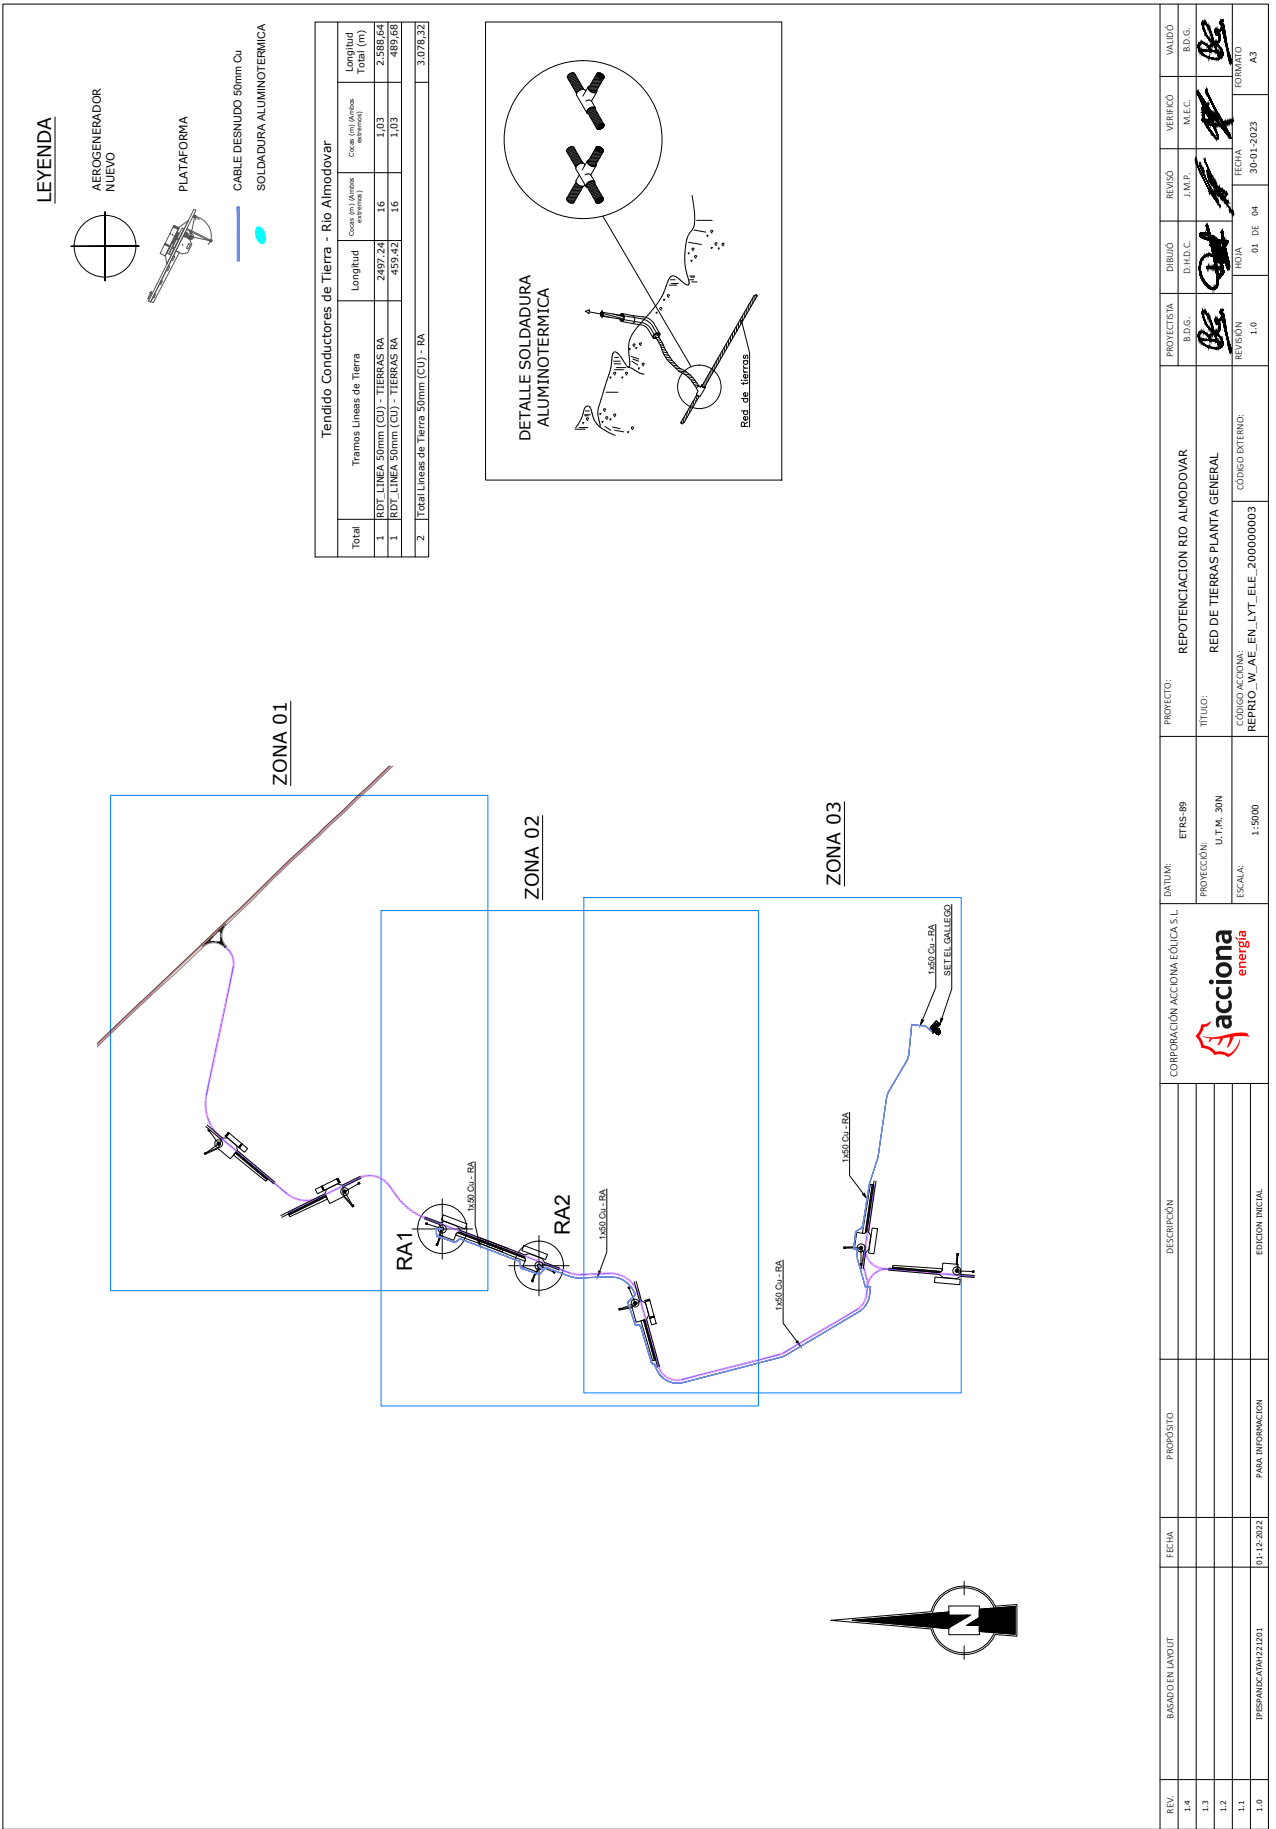 LEYENDA
AEROGENERADOR
NUEVO
PLATAFORMA
CABLE DESNUDO 50mm Cu
SOLDADURA ALUMINOTERMICA
Tendido Conductores de Tierra - Rio Almodovar
Total Tramos Lineas de Tierra Longitud Cocas (m) (Ambos extremos) Cocas (m) (Ambos extremos) Longitud Total (m)
1 RDT_LINEA 50mm (CU) - TIERRAS RA 2497.24 16 1,03 2.588,64
1 RDT_LINEA 50mm (CU) - TIERRAS RA 459.42 16 1,03 489,68
2 Total Lineas de Tierra 50mm (CU) - RA 3.078,32
DETALLE SOLDADURA
ALUMINOTERMICA
Red de tierras
ZONA 01
ZONA 02
ZONA 03
RA1
RA2
1x50 Cu - RA
1x50 Cu - RA
1x50 Cu - RA
1x50 Cu - RA
1x50 Cu - RA
SET EL GALLEGO
N
REV. BASADO EN LAYOUT FECHA PROPÓSITO DESCRIPCIÓN
1.4
1.3
1.2
1.1
1.0 IPESPANDCATAH221201 01-12-2022 PARA INFORMACION EDICION INICIAL
CORPORACIÓN ACCIONA EÓLICA S.L
acciona
energía
DATUM:
ETRS-89
PROYECCIÓN:
U.T.M. 30N
ESCALA:
1:5000
PROYECTO:
REPOTENCIACION RIO ALMODOVAR
TÍTULO:
RED DE TIERRAS PLANTA GENERAL
CÓDIGO ACCIONA:
REPRIO_W_AE_EN_LYT_ELE_200000003
CÓDIGO EXTERNO:
PROYECTISTA DIBUJÓ REVISÓ VERIFICÓ VALIDÓ
B.D.G. D.H.D.C. J.M.P. M.E.C. B.D.G.
REVISIÓN HOJA FECHA FORMATO
1.0 01 DE 04 30-01-2023 A3